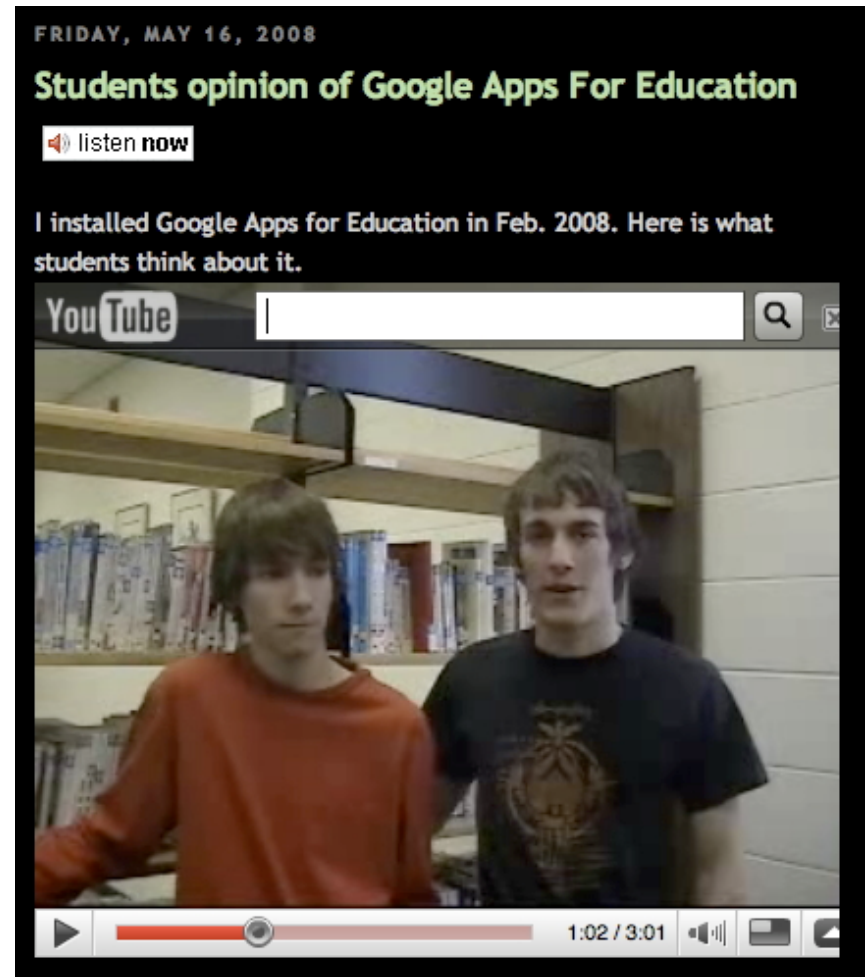 FRIDAY, MAY 16, 2008
Students opinion of Google Apps For Education
listen now
I installed Google Apps for Education in Feb. 2008. Here is what
students think about it.
YouTube
1:02 / 3:01